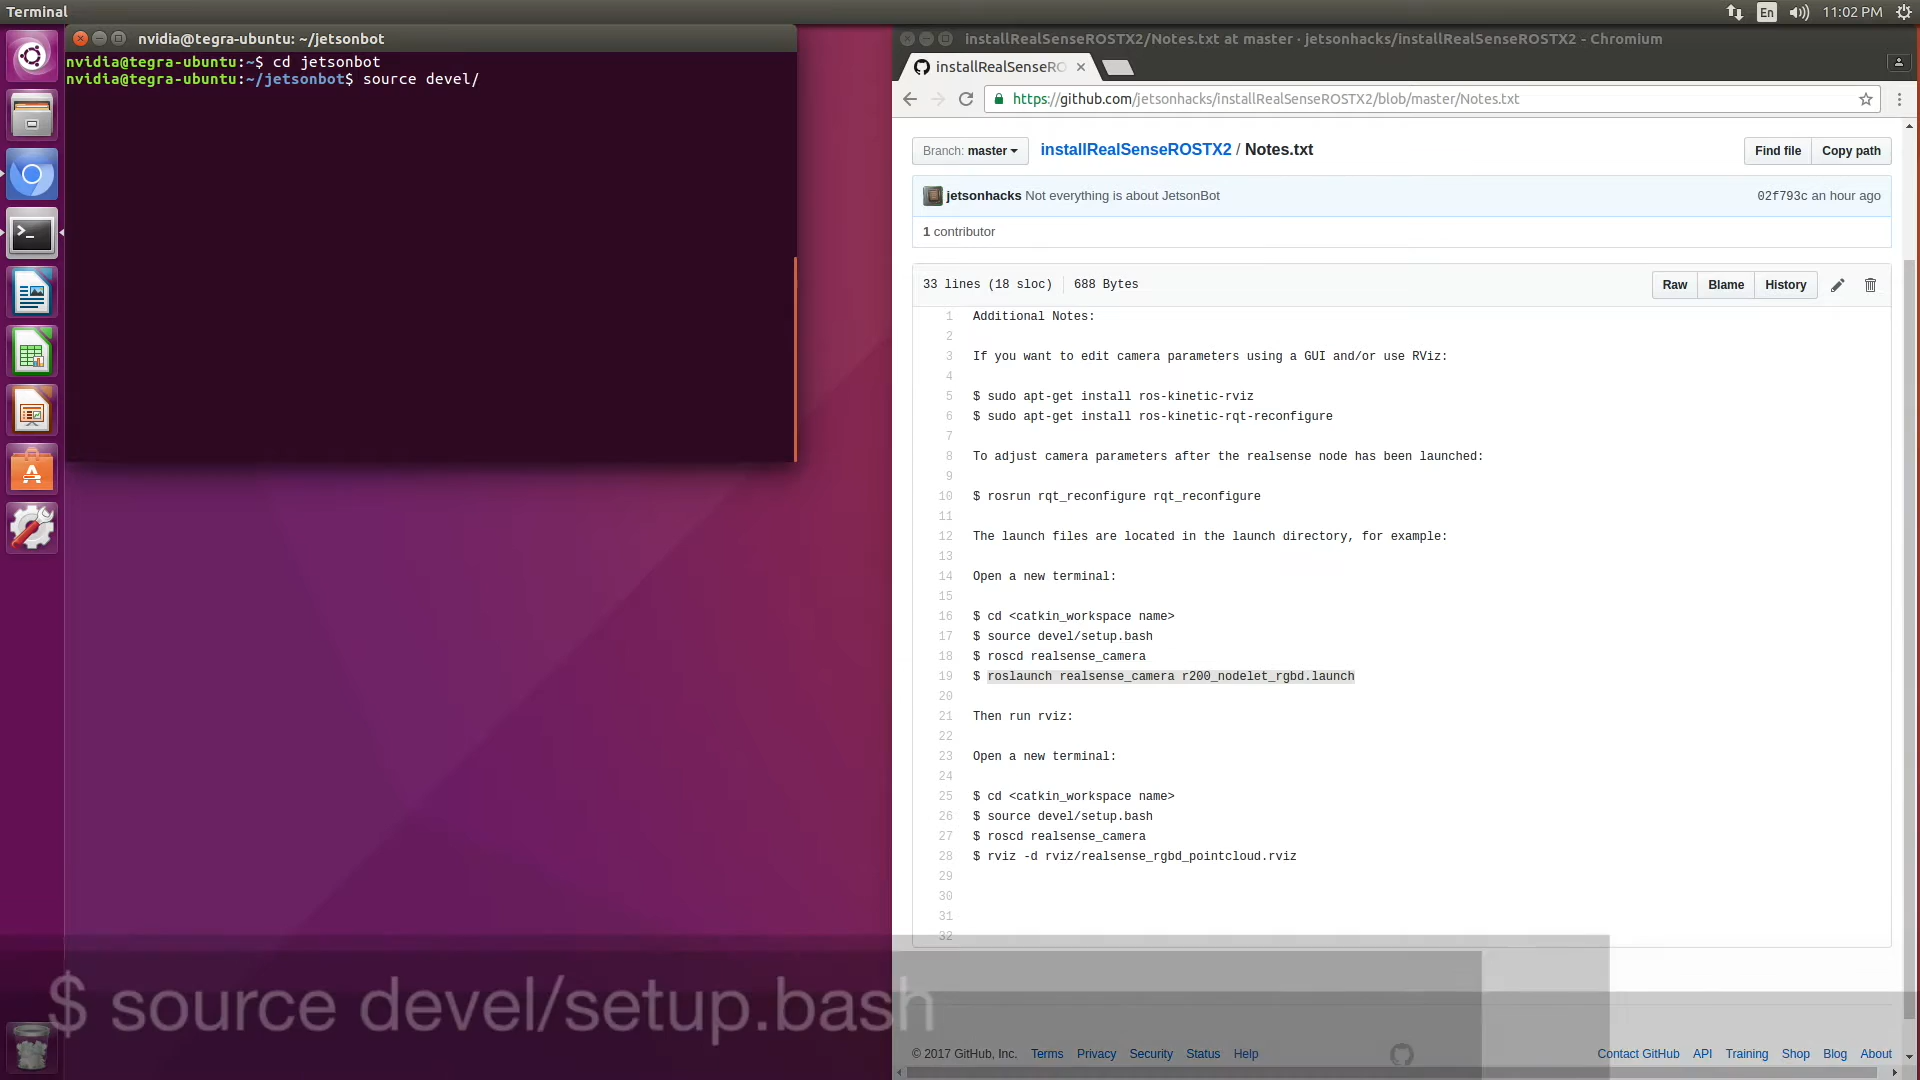 Terminal
En
11:02 PM
nvidia@tegra-ubuntu: ~/jetsonbot
nvidia@tegra-ubuntu:~$ cd jetsonbot
nvidia@tegra-ubuntu:~/jetsonbot$ source devel/
installRealSenseROSTX2/Notes.txt at master · jetsonhacks/installRealSenseROSTX2 - Chromium
installRealSenseRO
https://github.com/jetsonhacks/installRealSenseROSTX2/blob/master/Notes.txt
Branch: master
installRealSenseROSTX2 / Notes.txt
Find file
Copy path
jetsonhacks Not everything is about JetsonBot
02f793c an hour ago
1 contributor
33 lines (18 sloc) 688 Bytes
Raw
Blame
History
1 Additional Notes:
2
3 If you want to edit camera parameters using a GUI and/or use RViz:
4
5 $ sudo apt-get install ros-kinetic-rviz
6 $ sudo apt-get install ros-kinetic-rqt-reconfigure
7
8 To adjust camera parameters after the realsense node has been launched:
9
10 $ rosrun rqt_reconfigure rqt_reconfigure
11
12 The launch files are located in the launch directory, for example:
13
14 Open a new terminal:
15
16 $ cd <catkin_workspace name>
17 $ source devel/setup.bash
18 $ roscd realsense_camera
19 $ roslaunch realsense_camera r200_nodelet_rgbd.launch
20
21 Then run rviz:
22
23 Open a new terminal:
24
25 $ cd <catkin_workspace name>
26 $ source devel/setup.bash
27 $ roscd realsense_camera
28 $ rviz -d rviz/realsense_rgbd_pointcloud.rviz
29
30
31
32
$ source devel/setup.bash
© 2017 GitHub, Inc. Terms Privacy Security Status Help
Contact GitHub API Training Shop Blog About